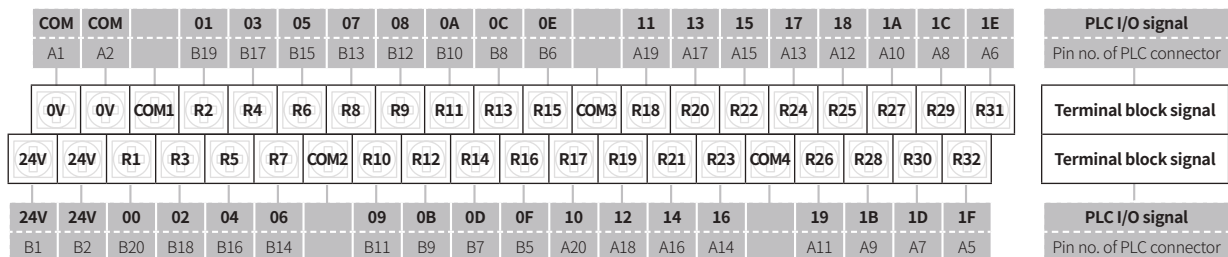 COM COM 01 03 05 07 08 0A 0C 0E 11 13 15 17 18 1A 1C 1E PLC I/O signal
A1 A2 B19 B17 B15 B13 B12 B10 B8 B6 A19 A17 A15 A13 A12 A10 A8 A6 Pin no. of PLC connector
0V 0V COM1 R2 R4 R6 R8 R9 R11 R13 R15 COM3 R18 R20 R22 R24 R25 R27 R29 R31 Terminal block signal
24V 24V R1 R3 R5 R7 COM2 R10 R12 R14 R16 R17 R19 R21 R23 COM4 R26 R28 R30 R32 Terminal block signal
24V 24V 00 02 04 06 09 0B 0D 0F 10 12 14 16 19 1B 1D 1F PLC I/O signal
B1 B2 B20 B18 B16 B14 B11 B9 B7 B5 A20 A18 A16 A14 A11 A9 A7 A5 Pin no. of PLC connector